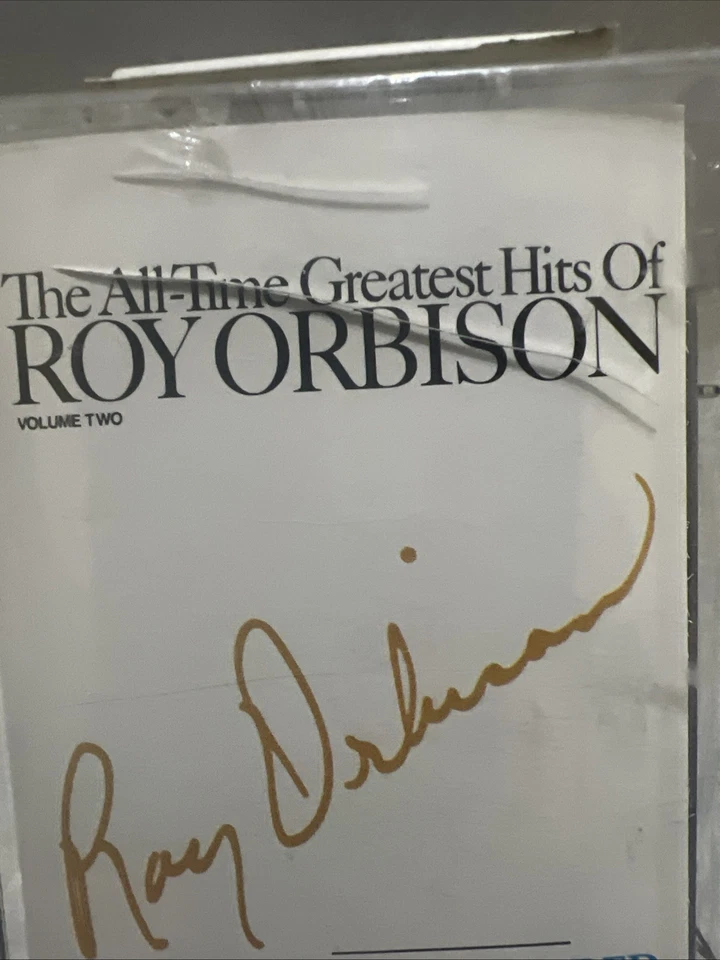 The All-Time Greatest Hits Of
ROY ORBISON
VOLUME TWO
Roy Orbison